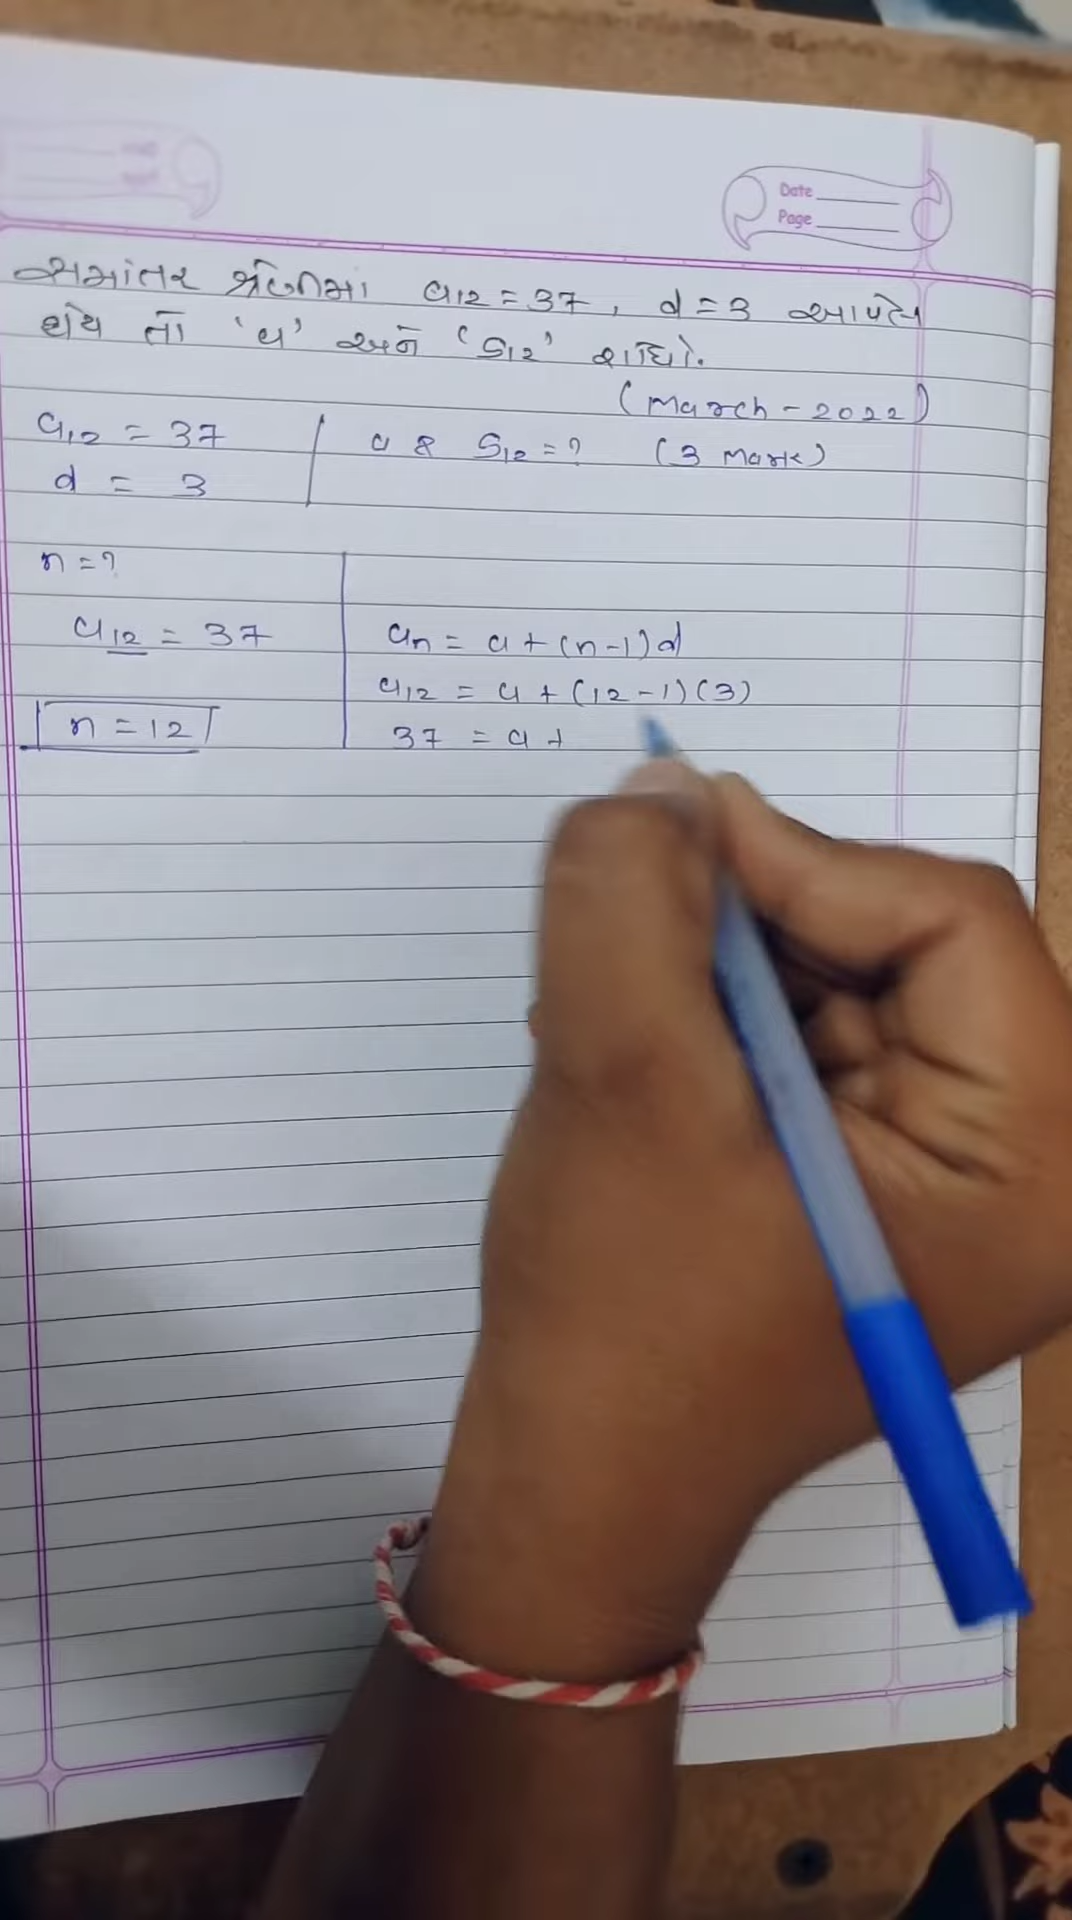 Date
Page
સમાંતર શ્રેણીમાં a12 = 37 , d = 3 આપેલ
હોય તો 'a' અને 'S12' શોધો.
(March - 2022)
a12 = 37
a & S12 = ? (3 Mark)
d = 3
n = ?
a12 = 37
an = a + (n-1)d
a12 = a + (12-1)(3)
n = 12
37 = a +